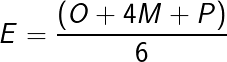 E = (O + 4M + P) / 6